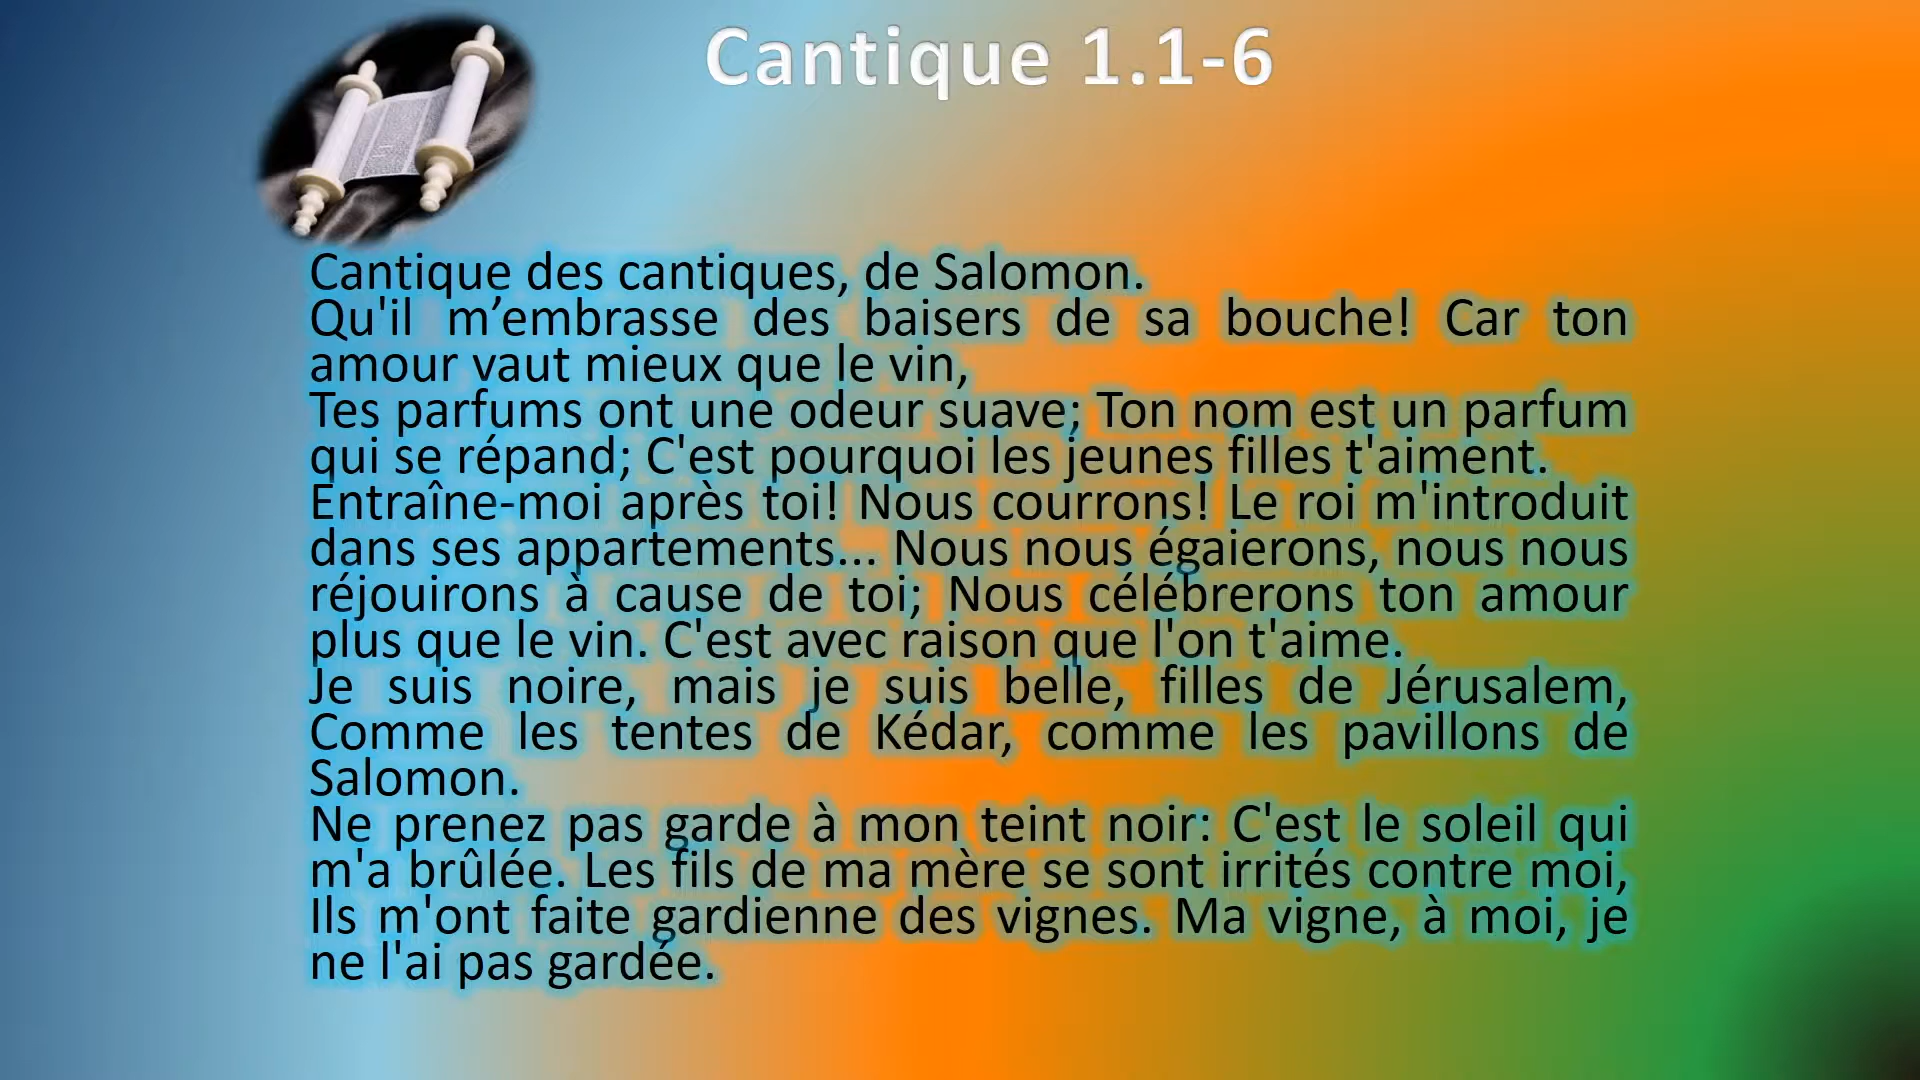 Cantique 1.1-6
Cantique des cantiques, de Salomon.
Qu'il m’embrasse des baisers de sa bouche! Car ton
amour vaut mieux que le vin,
Tes parfums ont une odeur suave; Ton nom est un parfum
qui se répand; C'est pourquoi les jeunes filles t'aiment.
Entraîne-moi après toi! Nous courrons! Le roi m'introduit
dans ses appartements... Nous nous égaierons, nous nous
réjouirons à cause de toi; Nous célébrerons ton amour
plus que le vin. C'est avec raison que l'on t'aime.
Je suis noire, mais je suis belle, filles de Jérusalem,
Comme les tentes de Kédar, comme les pavillons de
Salomon.
Ne prenez pas garde à mon teint noir: C'est le soleil qui
m'a brûlée. Les fils de ma mère se sont irrités contre moi,
Ils m'ont faite gardienne des vignes. Ma vigne, à moi, je
ne l'ai pas gardée.